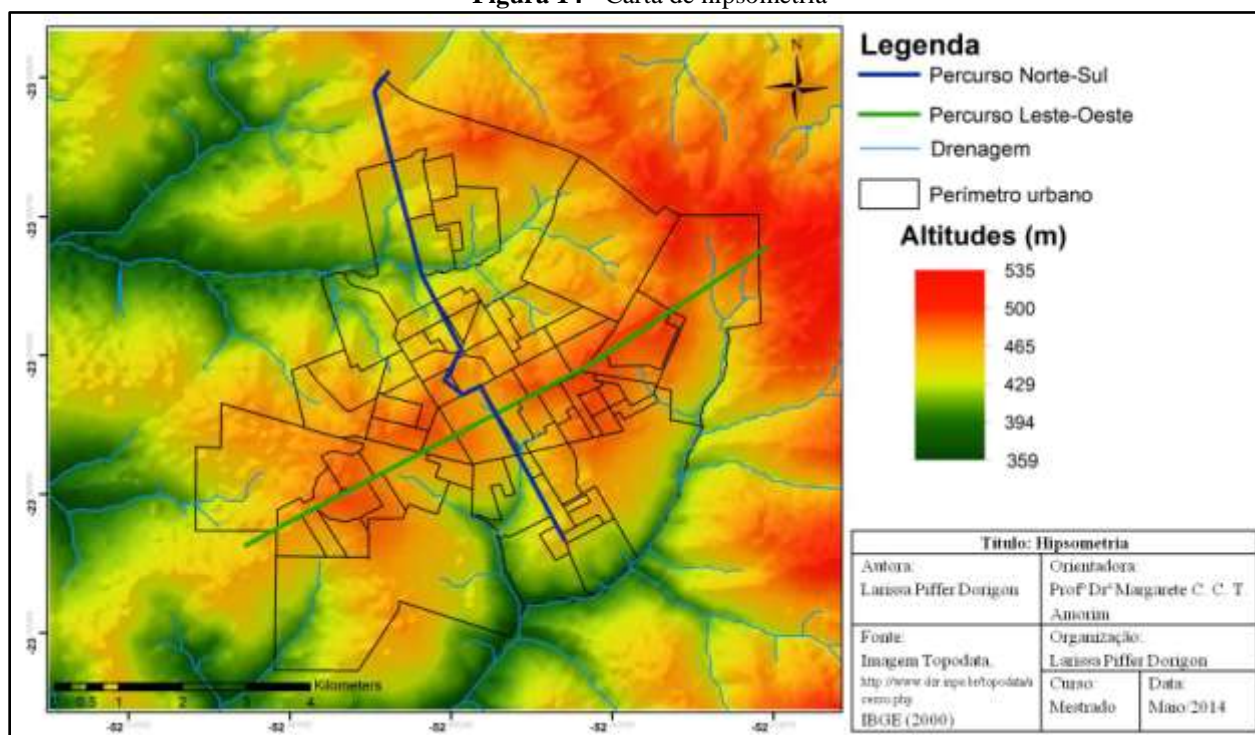 Figura 14 - Carta de hipsometria
N
Legenda
Percurso Norte-Sul
Percurso Leste-Oeste
Drenagem
Perímetro urbano
Altitudes (m)
535
500
465
429
394
359
-23
-23
-23
-23
-23
0.5 1 2 3 4
Kilometers
-52 -52 -52 -52 -52
Título: Hipsometria
Autora:
Larissa Piffer Dorigon
Orientadora:
Profª Drª Margarete C. C. T.
Amorim
Fonte:
Imagem Topodata,
IBGE (2000)
Organização:
Larissa Piffer Dorigon
Curso:
Mestrado
Data:
Maio/2014